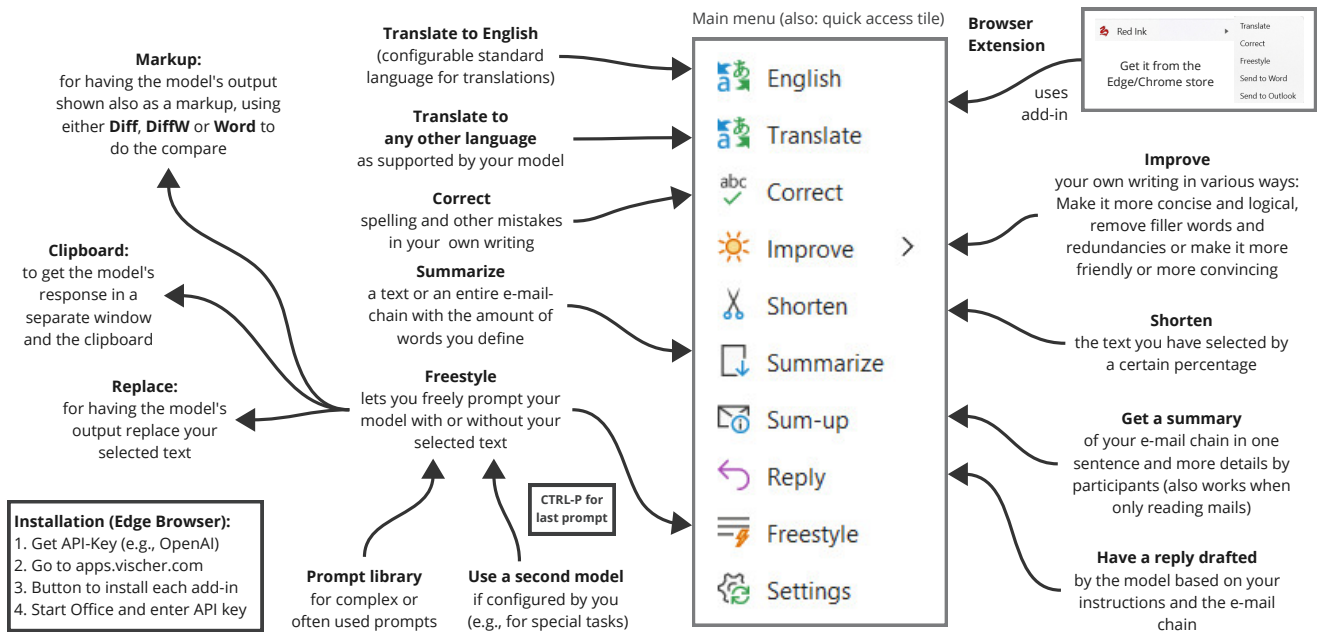 Main menu (also: quick access tile)
Markup:
for having the model's output
shown also as a markup, using
either Diff, DiffW or Word to
do the compare
Clipboard:
to get the model's
response in a
separate window
and the clipboard
Replace:
for having the model's
output replace your
selected text
Installation (Edge Browser):
1. Get API-Key (e.g., OpenAI)
2. Go to apps.vischer.com
3. Button to install each add-in
4. Start Office and enter API key
Translate to English
(configurable standard
language for translations)
Translate to
any other language
as supported by your model
Correct
spelling and other mistakes
in your own writing
Summarize
a text or an entire e-mail-
chain with the amount of
words you define
Freestyle
lets you freely prompt your
model with or without your
selected text
CTRL-P for
last prompt
Prompt library
for complex or
often used prompts
Use a second model
if configured by you
(e.g., for special tasks)
English
Translate
abc
Correct
Improve
Shorten
Summarize
Sum-up
Reply
Freestyle
Settings
Browser
Extension
uses
add-in
Red Ink
Get it from the
Edge/Chrome store
Translate
Correct
Freestyle
Send to Word
Send to Outlook
Improve
your own writing in various ways:
Make it more concise and logical,
remove filler words and
redundancies or make it more
friendly or more convincing
Shorten
the text you have selected by
a certain percentage
Get a summary
of your e-mail chain in one
sentence and more details by
participants (also works when
only reading mails)
Have a reply drafted
by the model based on your
instructions and the e-mail
chain